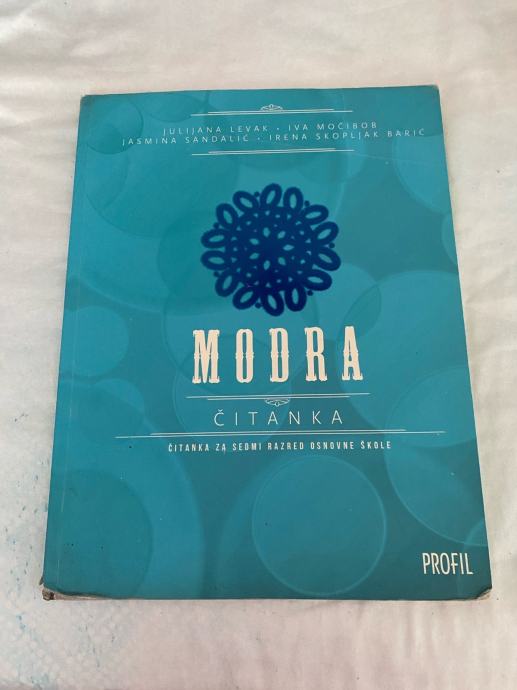 JULIJANA LEVAK • IVA MOČIBOB
JASMINA SANDALIĆ • IRENA SKOPLJAK BARIĆ
MODRA
ČITANKA
ČITANKA ZA SEDMI RAZRED OSNOVNE ŠKOLE
PROFIL